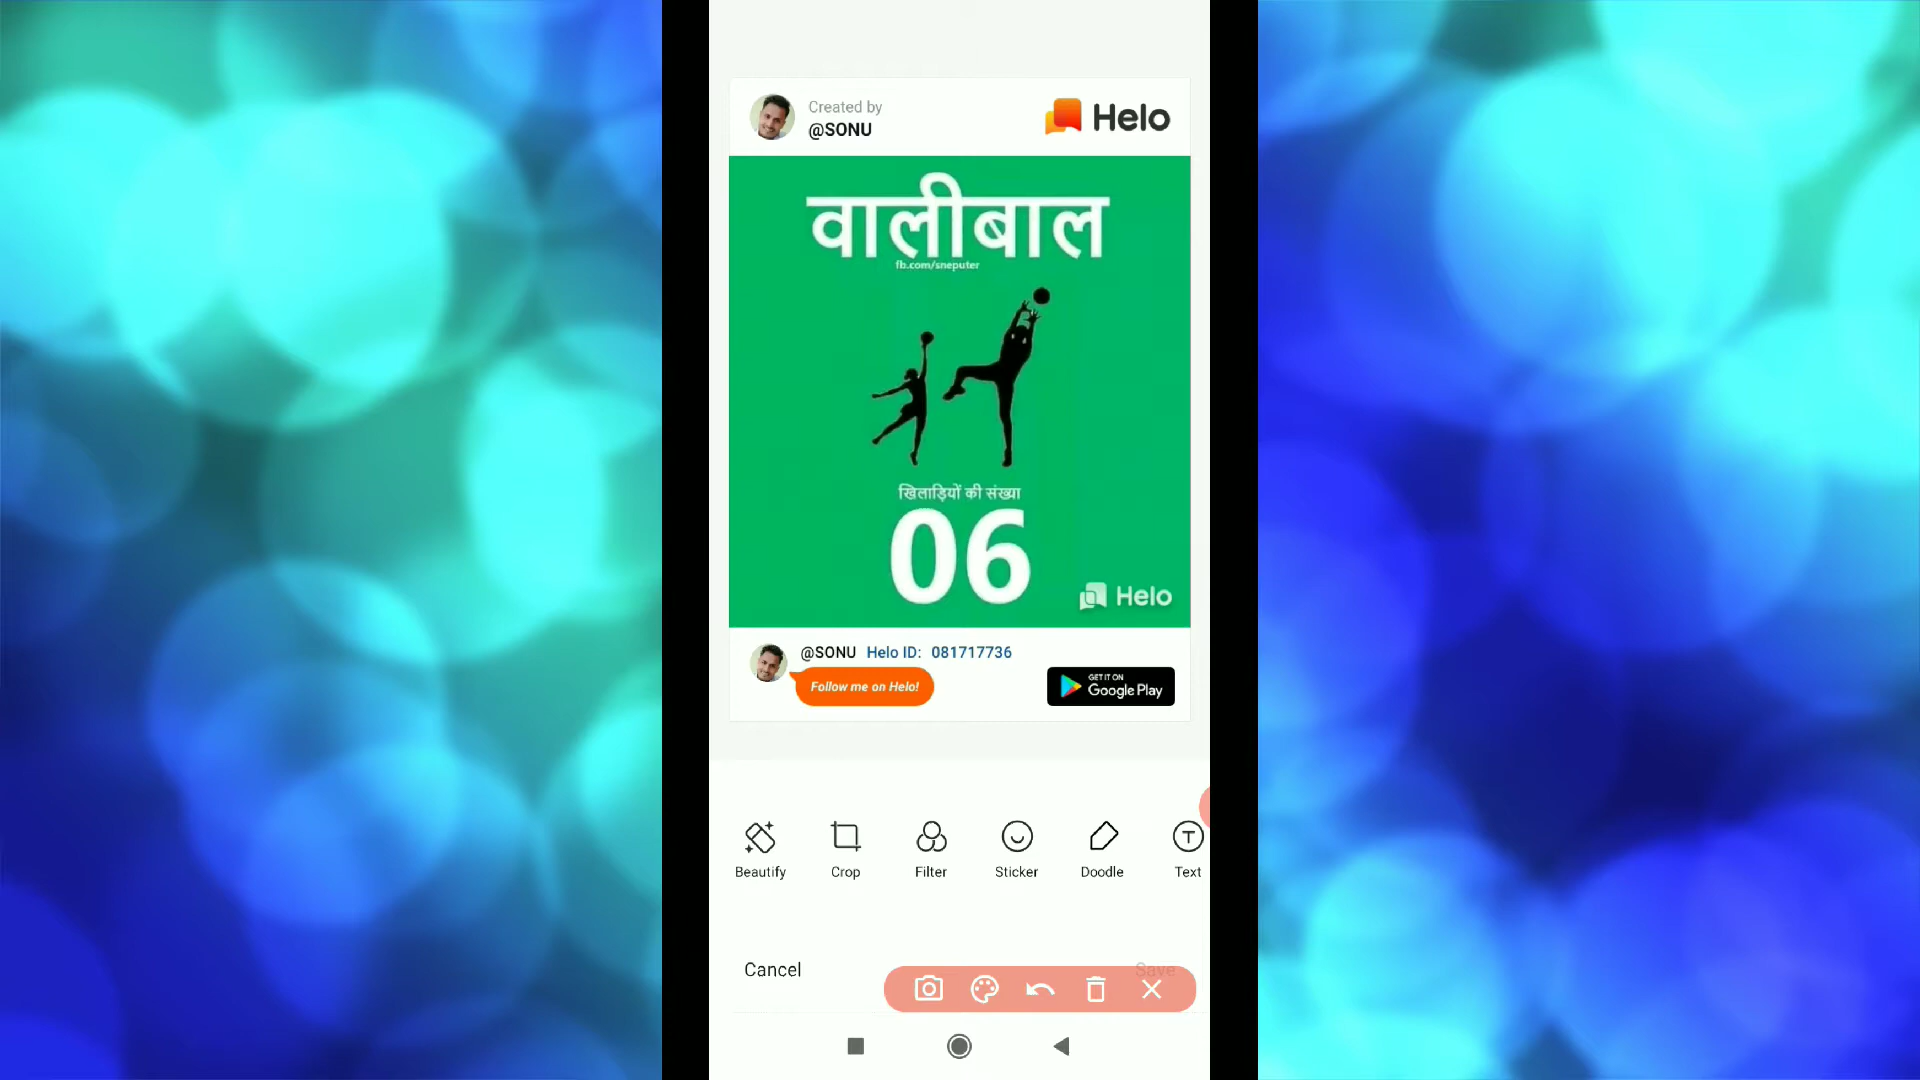 Created by
@SONU
Helo
वालीबाल
fb.com/sneputer
खिलाड़ियों की संख्या
06
Helo
@SONU Helo ID: 081717736
Follow me on Helo!
GET IT ON
Google Play
Beautify Crop Filter Sticker Doodle Text
Cancel Save